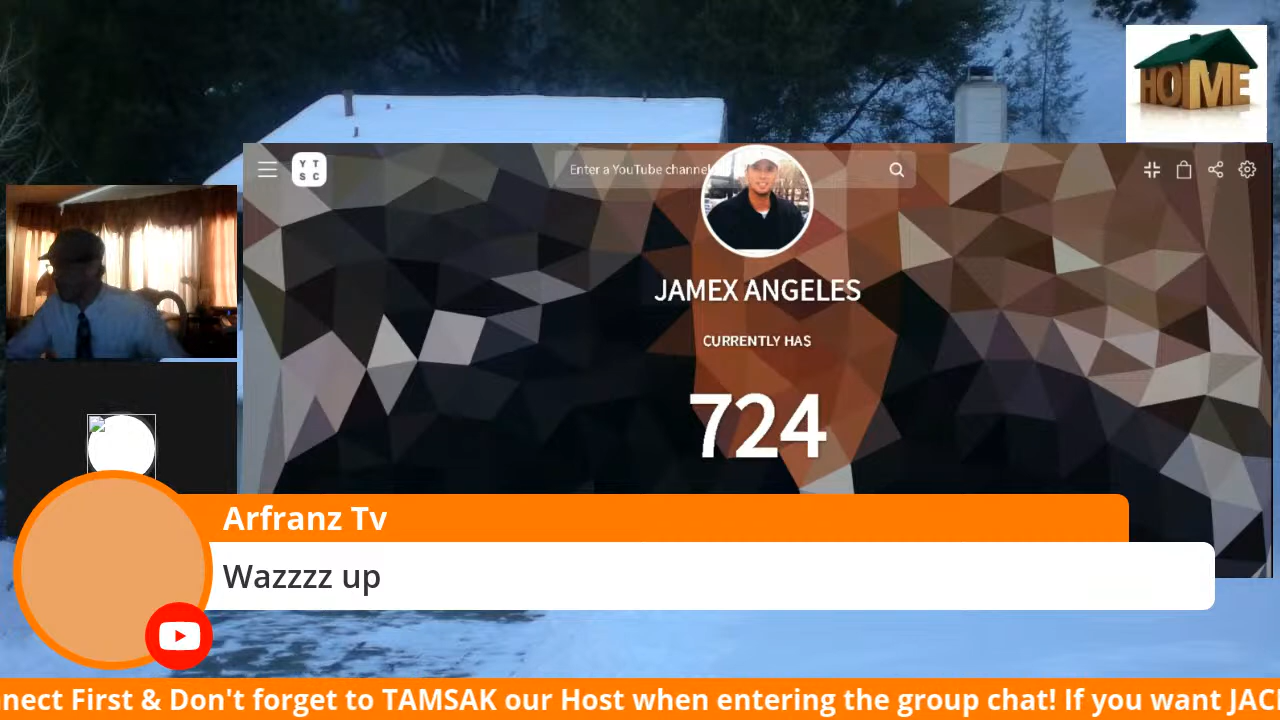 HOME
Y T
S C
Enter a YouTube channel
JAMEX ANGELES
CURRENTLY HAS
724
Arfranz Tv
Wazzzz up
nnect First & Don't forget to TAMSAK our Host when entering the group chat! If you want JAC